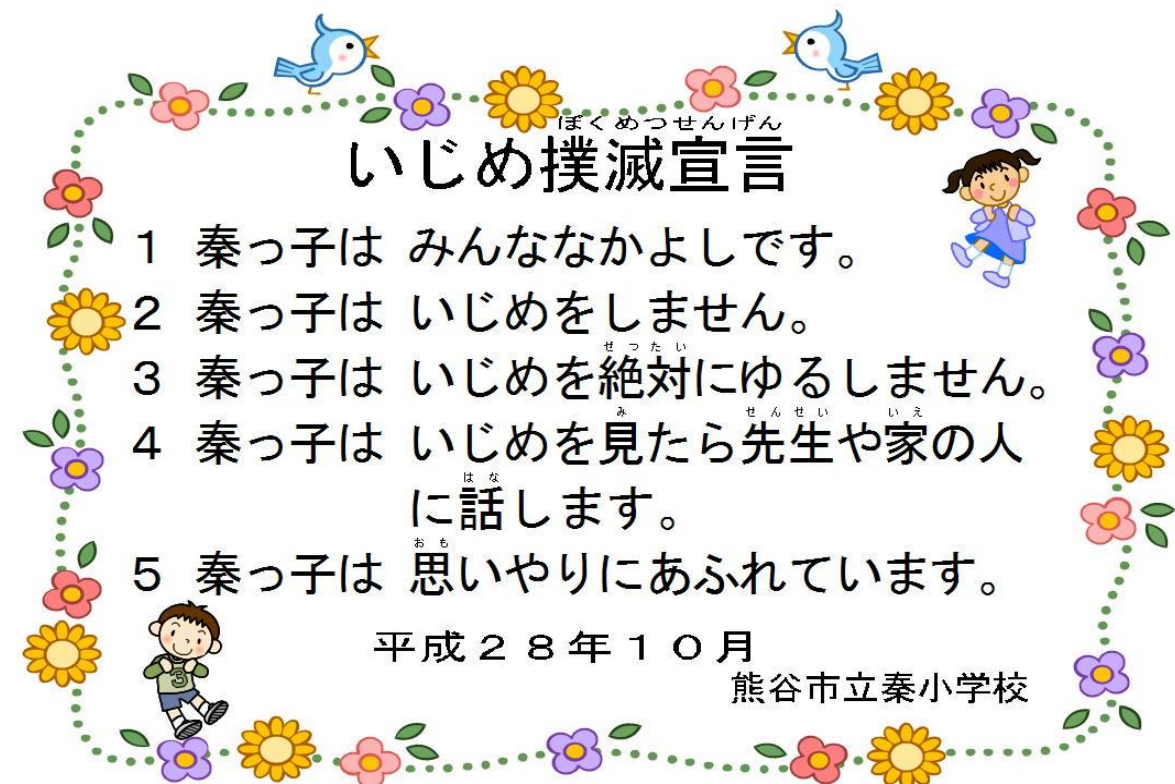 ぼくめつせんげん
いじめ撲滅宣言
１ 秦っ子は みんななかよしです。
２ 秦っ子は いじめをしません。
ぜったい
３ 秦っ子は いじめを絶対にゆるしません。
み せんせい いえ
４ 秦っ子は いじめを見たら先生や家の人
はな
に話します。
おも
５ 秦っ子は 思いやりにあふれています。
平成２８年１０月
熊谷市立秦小学校
3